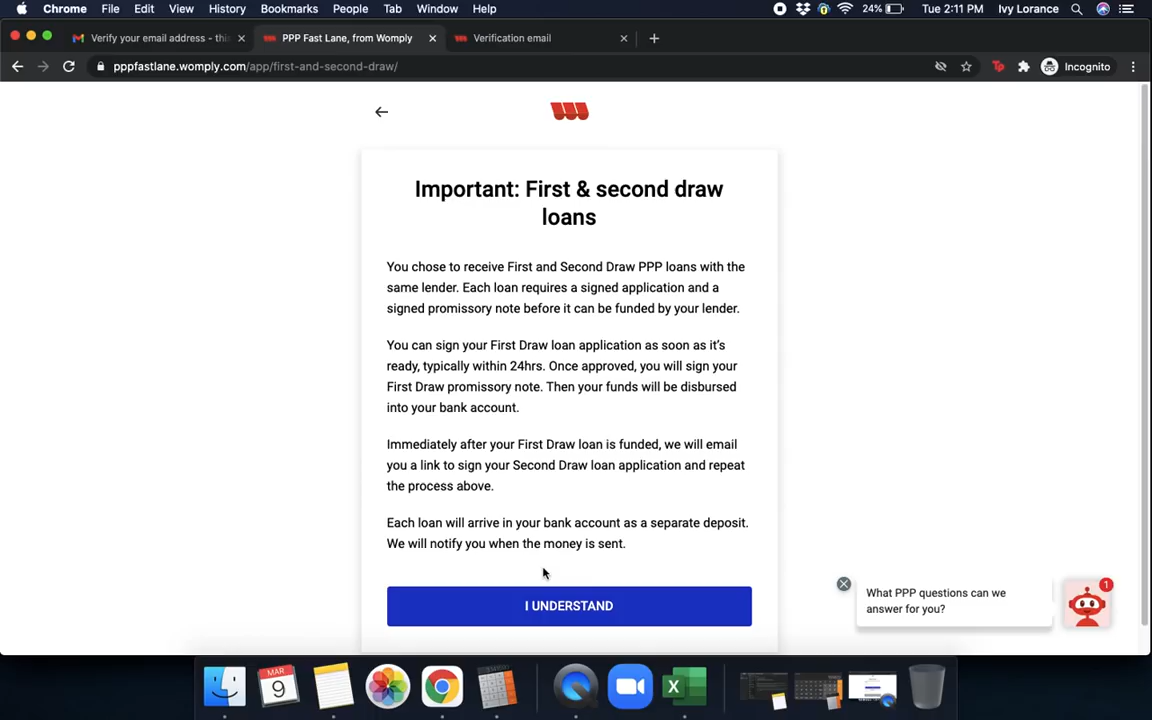 Chrome File Edit View History Bookmarks People Tab Window Help 24% Tue 2:11 PM Ivy Lorance
Verify your email address - this PPP Fast Lane, from Womply Verification email
pppfastlane.womply.com/app/first-and-second-draw/ Tp Incognito
Important: First & second draw
loans
You chose to receive First and Second Draw PPP loans with the
same lender. Each loan requires a signed application and a
signed promissory note before it can be funded by your lender.
You can sign your First Draw loan application as soon as it's
ready, typically within 24hrs. Once approved, you will sign your
First Draw promissory note. Then your funds will be disbursed
into your bank account.
Immediately after your First Draw loan is funded, we will email
you a link to sign your Second Draw loan application and repeat
the process above.
Each loan will arrive in your bank account as a separate deposit.
We will notify you when the money is sent.
I UNDERSTAND
What PPP questions can we
answer for you?
1
MAR
9
X